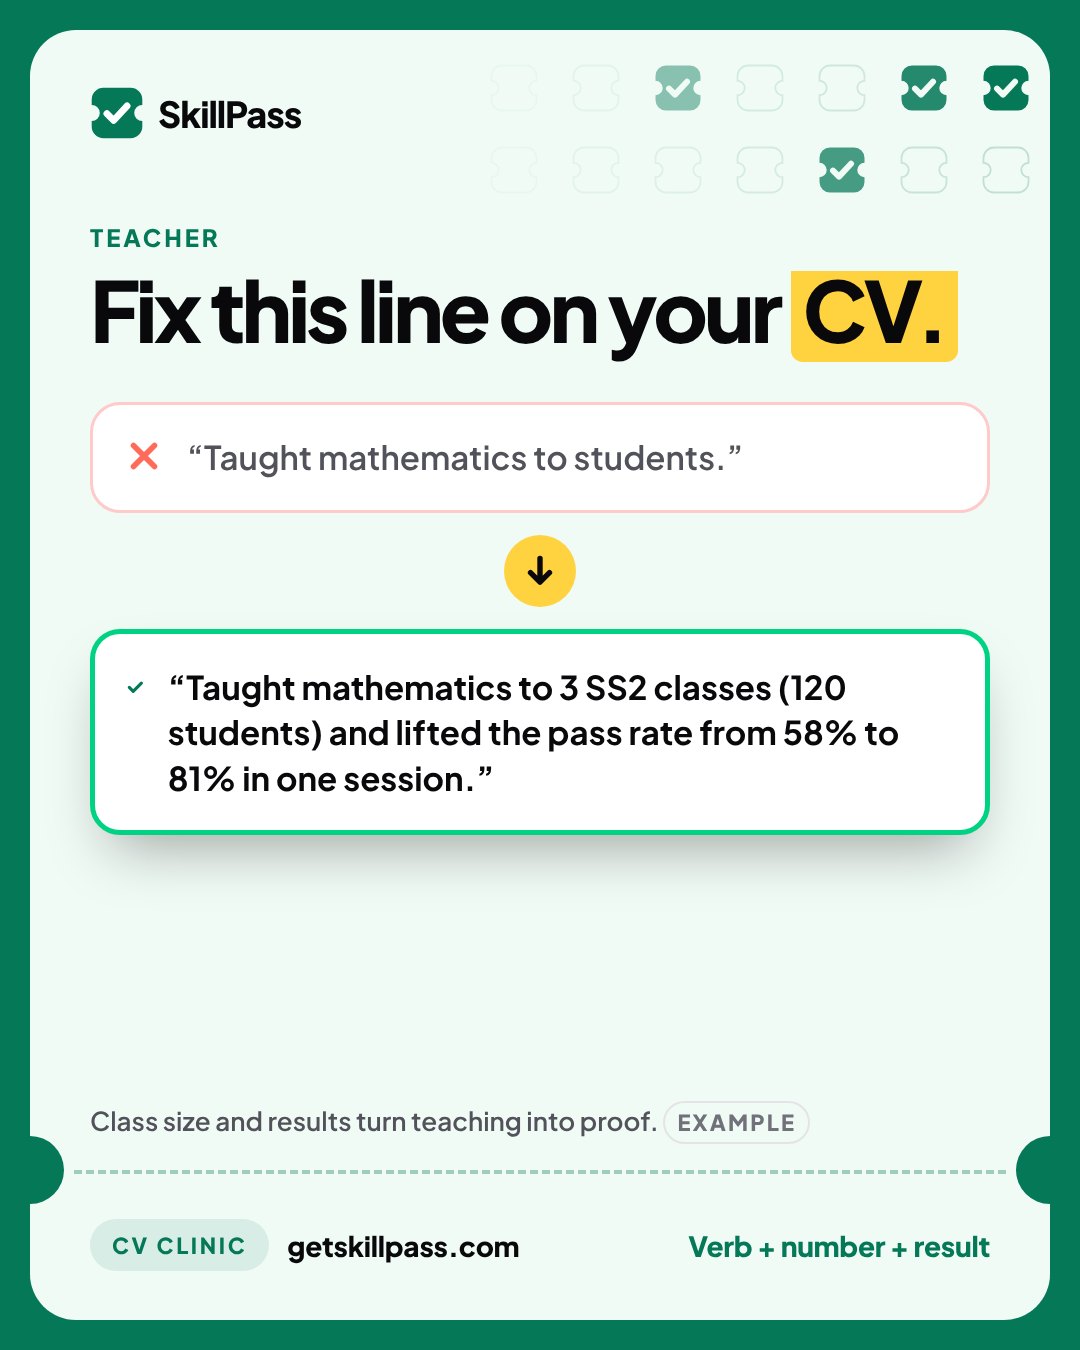 SkillPass
TEACHER
Fix this line on your CV.
“Taught mathematics to students.”
“Taught mathematics to 3 SS2 classes (120
students) and lifted the pass rate from 58% to
81% in one session.”
Class size and results turn teaching into proof. EXAMPLE
CV CLINIC getskillpass.com Verb + number + result